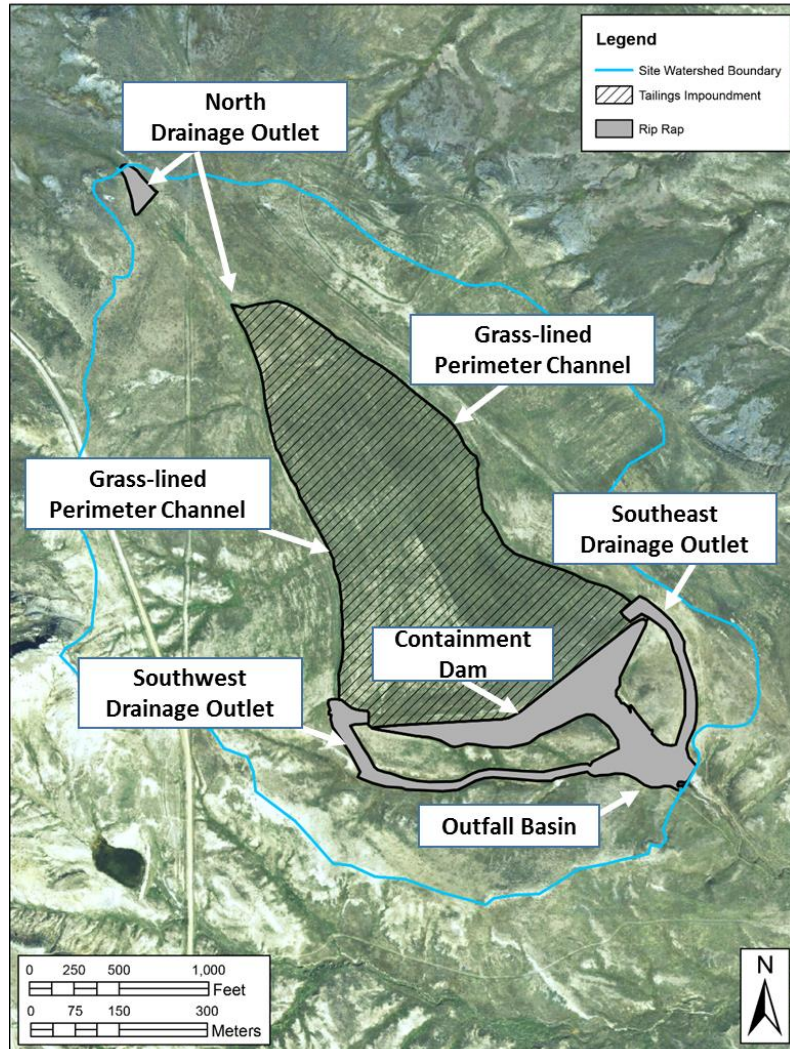 Legend
Site Watershed Boundary
Tailings Impoundment
Rip Rap
North
Drainage Outlet
Grass-lined
Perimeter Channel
Grass-lined
Perimeter Channel
Southeast
Drainage Outlet
Containment
Dam
Southwest
Drainage Outlet
Outfall Basin
0 250 500 1,000
Feet
0 75 150 300
Meters
N